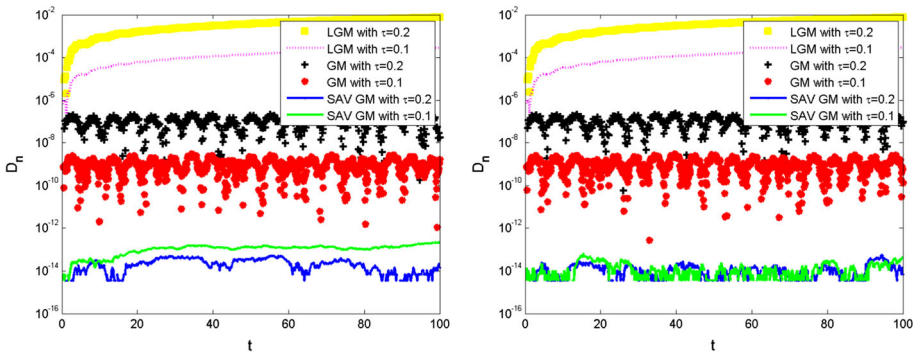 10^-2
10^-4
10^-6
10^-8
10^-10
10^-12
10^-14
10^-16
D_n
0 20 40 60 80 100
t
LGM with τ=0.2
LGM with τ=0.1
GM with τ=0.2
GM with τ=0.1
SAV GM with τ=0.2
SAV GM with τ=0.1
10^-2
10^-4
10^-6
10^-8
10^-10
10^-12
10^-14
10^-16
D_n
0 20 40 60 80 100
t
LGM with τ=0.2
LGM with τ=0.1
GM with τ=0.2
GM with τ=0.1
SAV GM with τ=0.2
SAV GM with τ=0.1